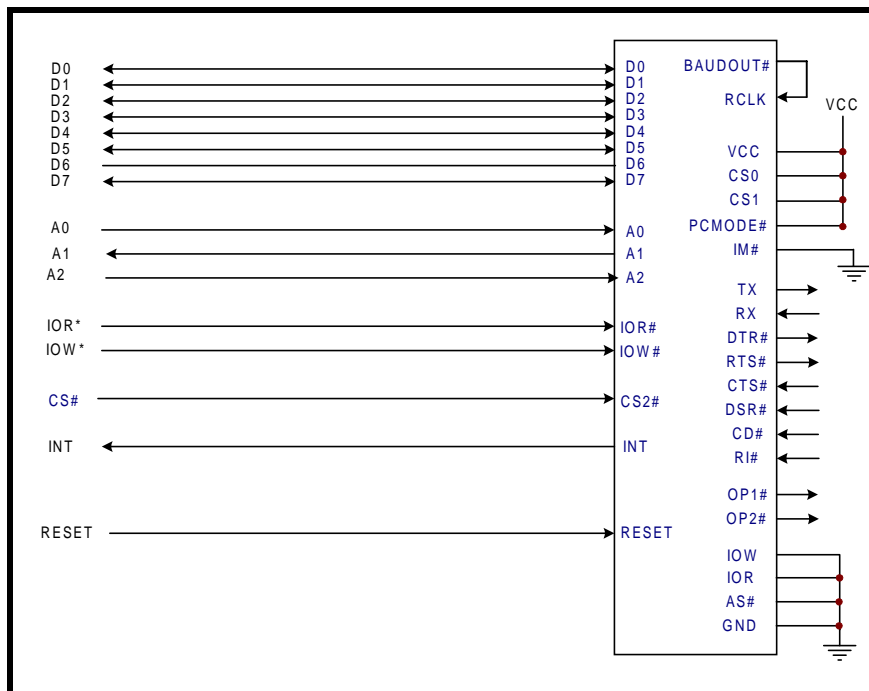 D0
D1
D2
D3
D4
D5
D6
D7
A0
A1
A2
IOR*
IOW*
CS#
INT
RESET
D0
D1
D2
D3
D4
D5
D6
D7
A0
A1
A2
IOR#
IOW#
CS2#
INT
RESET
BAUDOUT#
RCLK
VCC
CS0
CS1
PCMODE#
IM#
TX
RX
DTR#
RTS#
CTS#
DSR#
CD#
RI#
OP1#
OP2#
IOW
IOR
AS#
GND
VCC